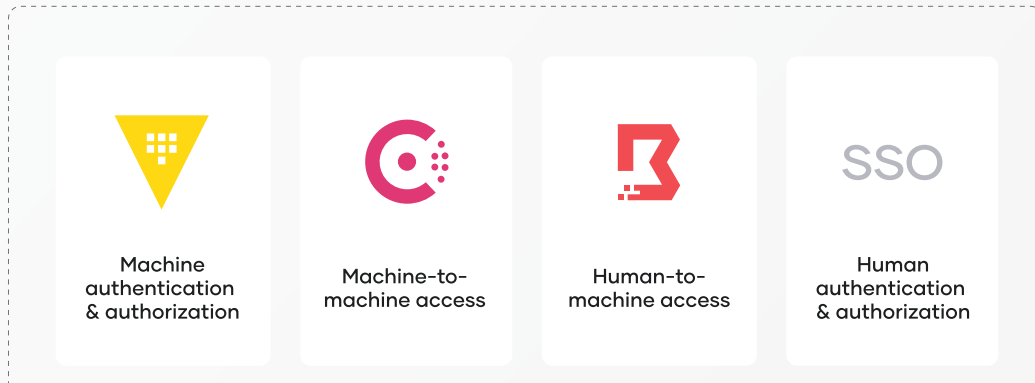 SSO
Machine
authentication
& authorization
Machine-to-
machine access
Human-to-
machine access
Human
authentication
& authorization